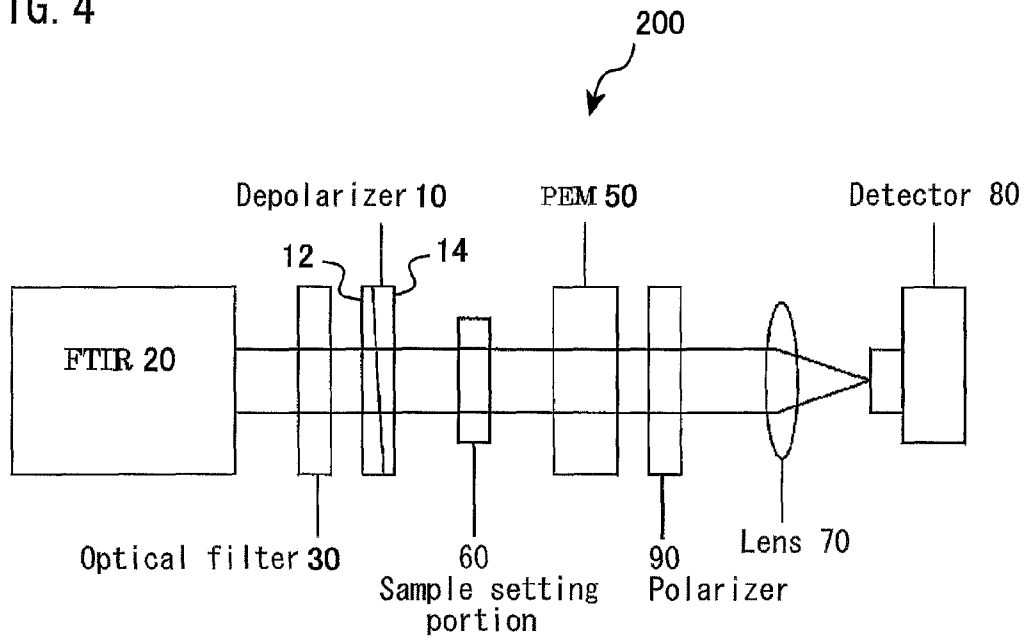 TG. 4
200
Depolarizer 10
PEM 50
Detector 80
12
14
FTIR 20
Optical filter 30
60
Sample setting
portion
90
Polarizer
Lens 70